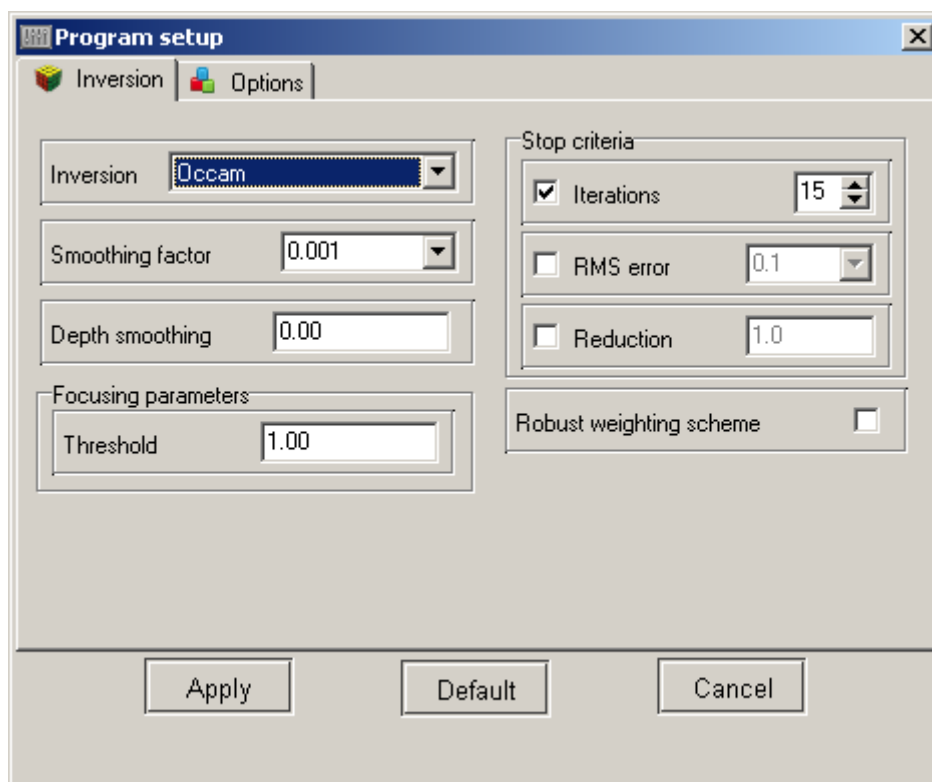 Program setup
Inversion
Options
Inversion
Occam
Smoothing factor
0.001
Depth smoothing
0.00
Focusing parameters
Threshold
1.00
Stop criteria
Iterations
15
RMS error
0.1
Reduction
1.0
Robust weighting scheme
Apply
Default
Cancel